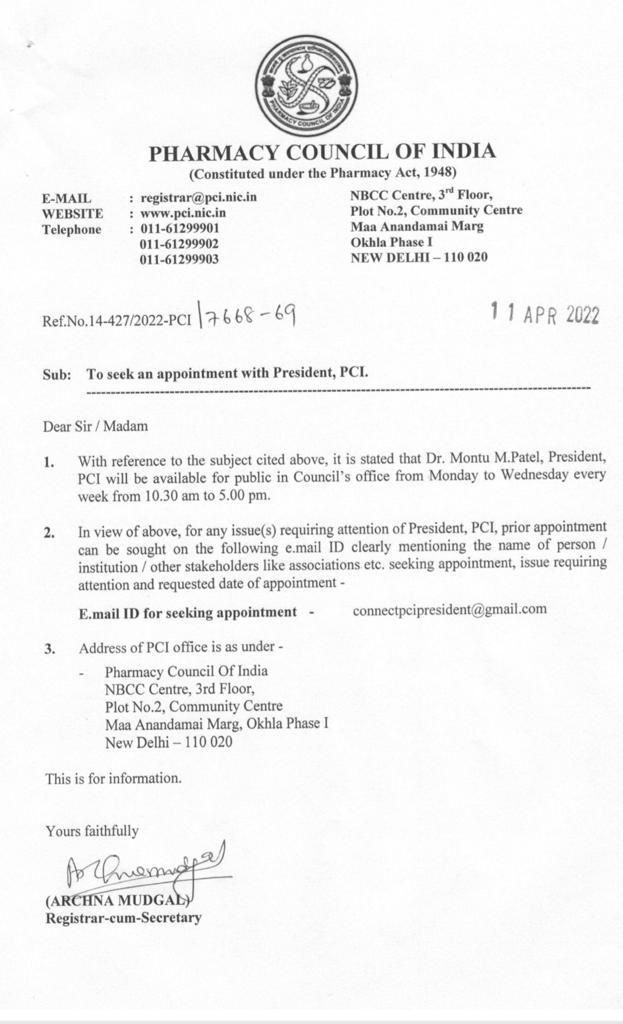 PHARMACY COUNCIL OF INDIA
PHARMACY COUNCIL OF INDIA
(Constituted under the Pharmacy Act, 1948)
E-MAIL : registrar@pci.nic.in
WEBSITE : www.pci.nic.in
Telephone : 011-61299901
011-61299902
011-61299903
NBCC Centre, 3rd Floor,
Plot No.2, Community Centre
Maa Anandamai Marg
Okhla Phase I
NEW DELHI – 110 020
Ref.No.14-427/2022-PCI |7668-69
11 APR 2022
Sub: To seek an appointment with President, PCI.
Dear Sir / Madam
1. With reference to the subject cited above, it is stated that Dr. Montu M.Patel, President,
PCI will be available for public in Council's office from Monday to Wednesday every
week from 10.30 am to 5.00 pm.
2. In view of above, for any issue(s) requiring attention of President, PCI, prior appointment
can be sought on the following e.mail ID clearly mentioning the name of person /
institution / other stakeholders like associations etc. seeking appointment, issue requiring
attention and requested date of appointment -
E.mail ID for seeking appointment - connectpcipresident@gmail.com
3. Address of PCI office is as under -
- Pharmacy Council Of India
NBCC Centre, 3rd Floor,
Plot No.2, Community Centre
Maa Anandamai Marg, Okhla Phase I
New Delhi – 110 020
This is for information.
Yours faithfully
(ARCHNA MUDGAL)
Registrar-cum-Secretary